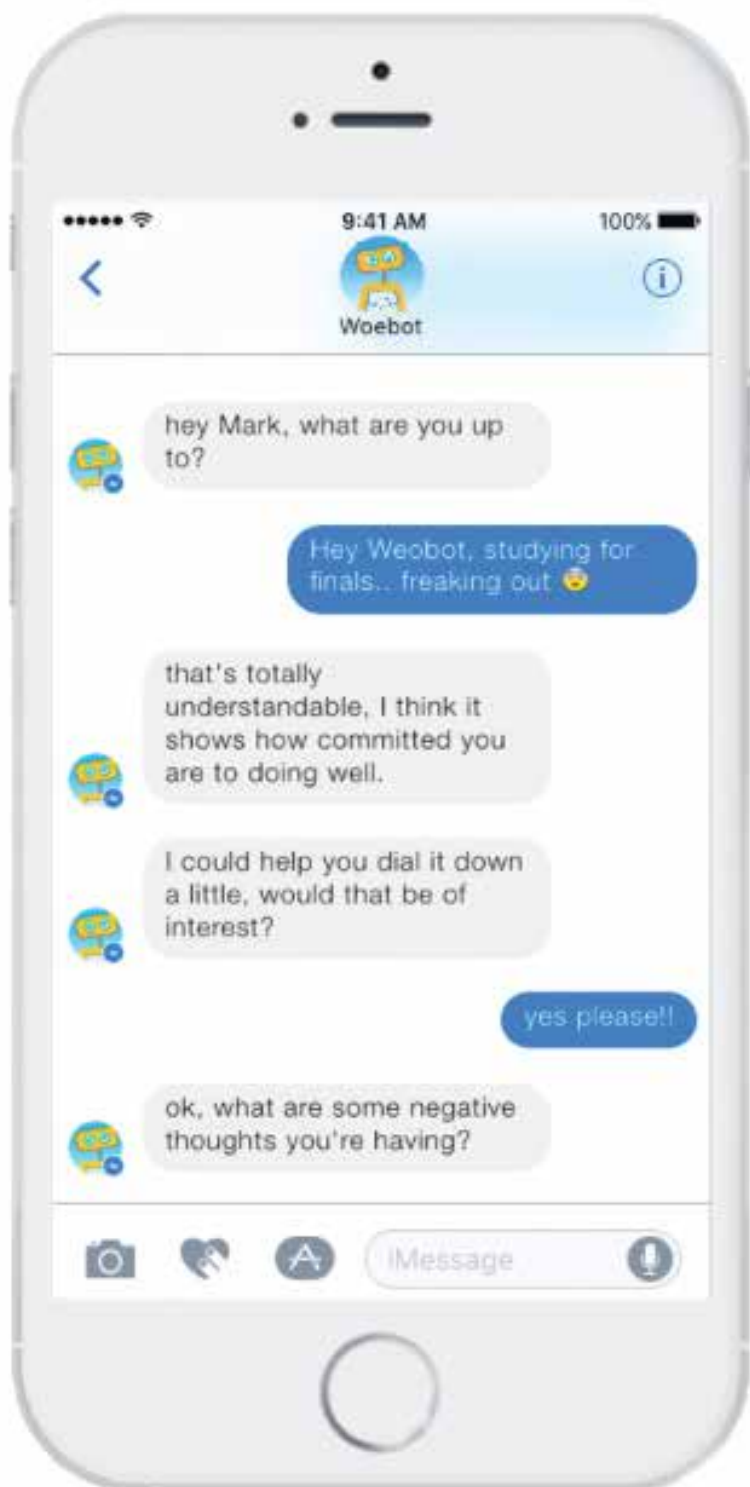 9:41 AM
100%
Woebot
hey Mark, what are you up
to?
Hey Weobot, studying for
finals.. freaking out 😨
that's totally
understandable, I think it
shows how committed you
are to doing well.
I could help you dial it down
a little, would that be of
interest?
yes please!!
ok, what are some negative
thoughts you're having?
iMessage